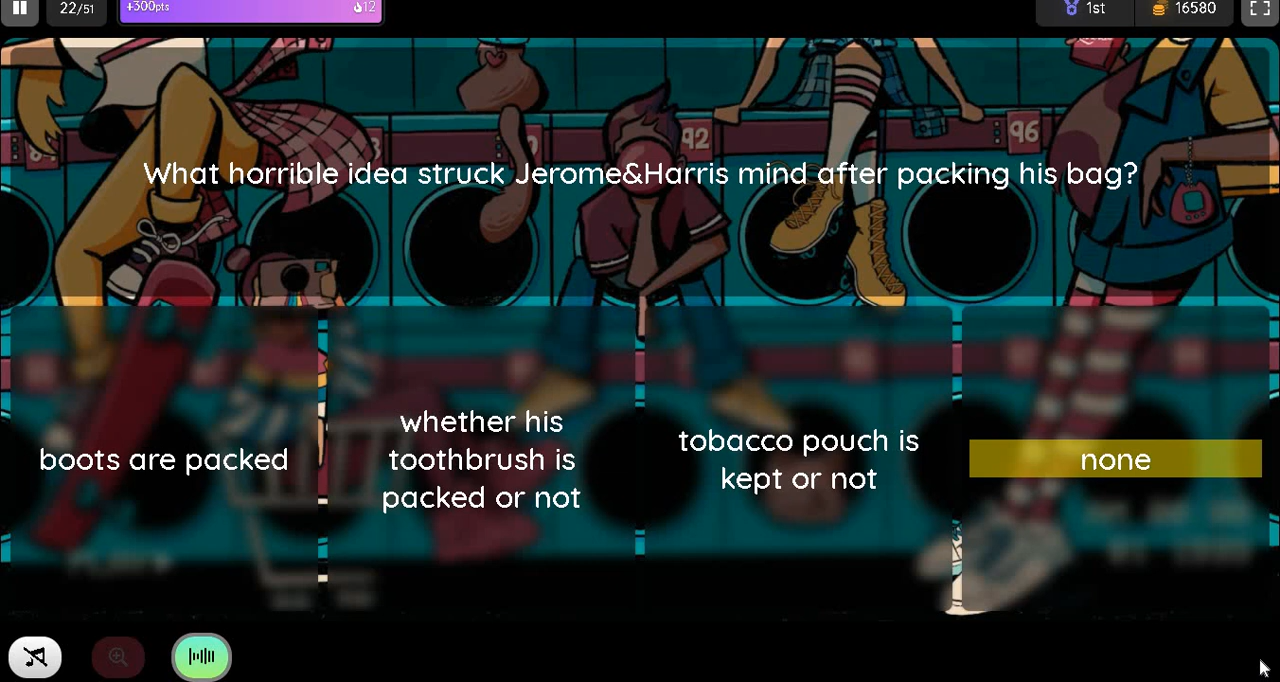 22/51
+300pts
12
1st
16580
92
96
What horrible idea struck Jerome&Harris mind after packing his bag?
boots are packed
whether his
toothbrush is
packed or not
tobacco pouch is
kept or not
none